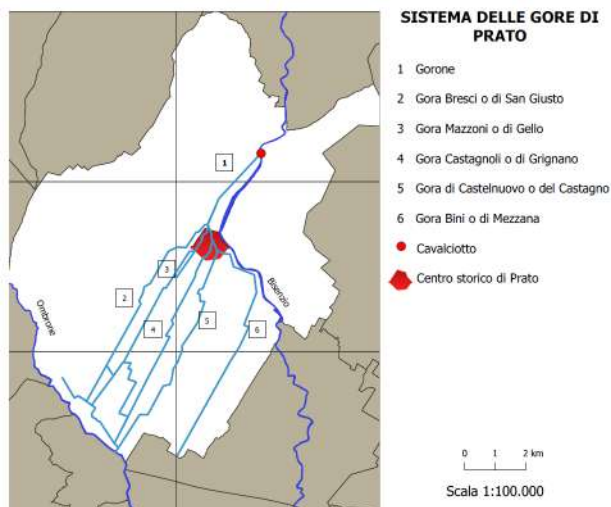 SISTEMA DELLE GORE DI
PRATO
1 Gorone
2 Gora Bresci o di San Giusto
3 Gora Mazzoni o di Gello
4 Gora Castagnoli o di Grignano
5 Gora di Castelnuovo o del Castagno
6 Gora Bini o di Mezzana
Cavalciotto
Centro storico di Prato
1
3
2
4
5
6
Ombrone
Bisenzio
0 1 2 km
Scala 1:100.000